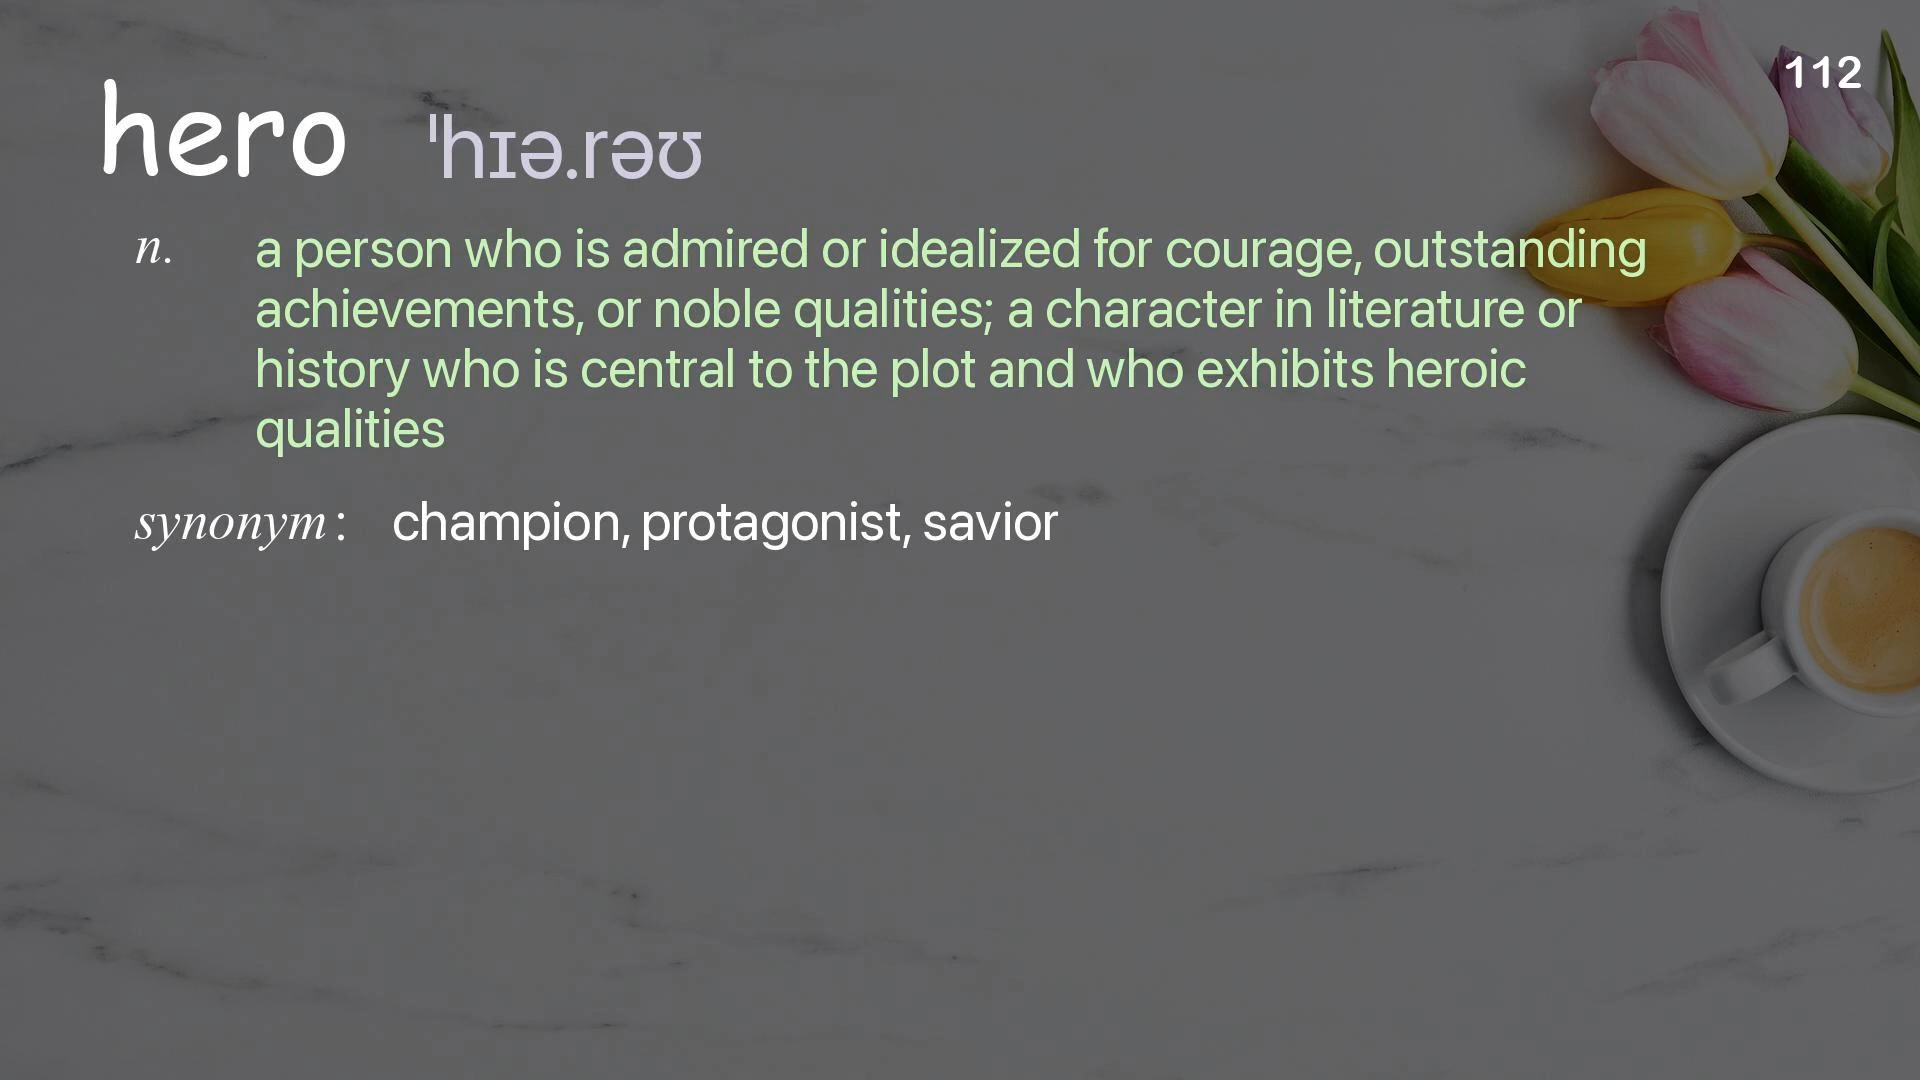 112
hero ˈhɪə.rəʊ
n. a person who is admired or idealized for courage, outstanding
achievements, or noble qualities; a character in literature or
history who is central to the plot and who exhibits heroic
qualities
synonym: champion, protagonist, savior